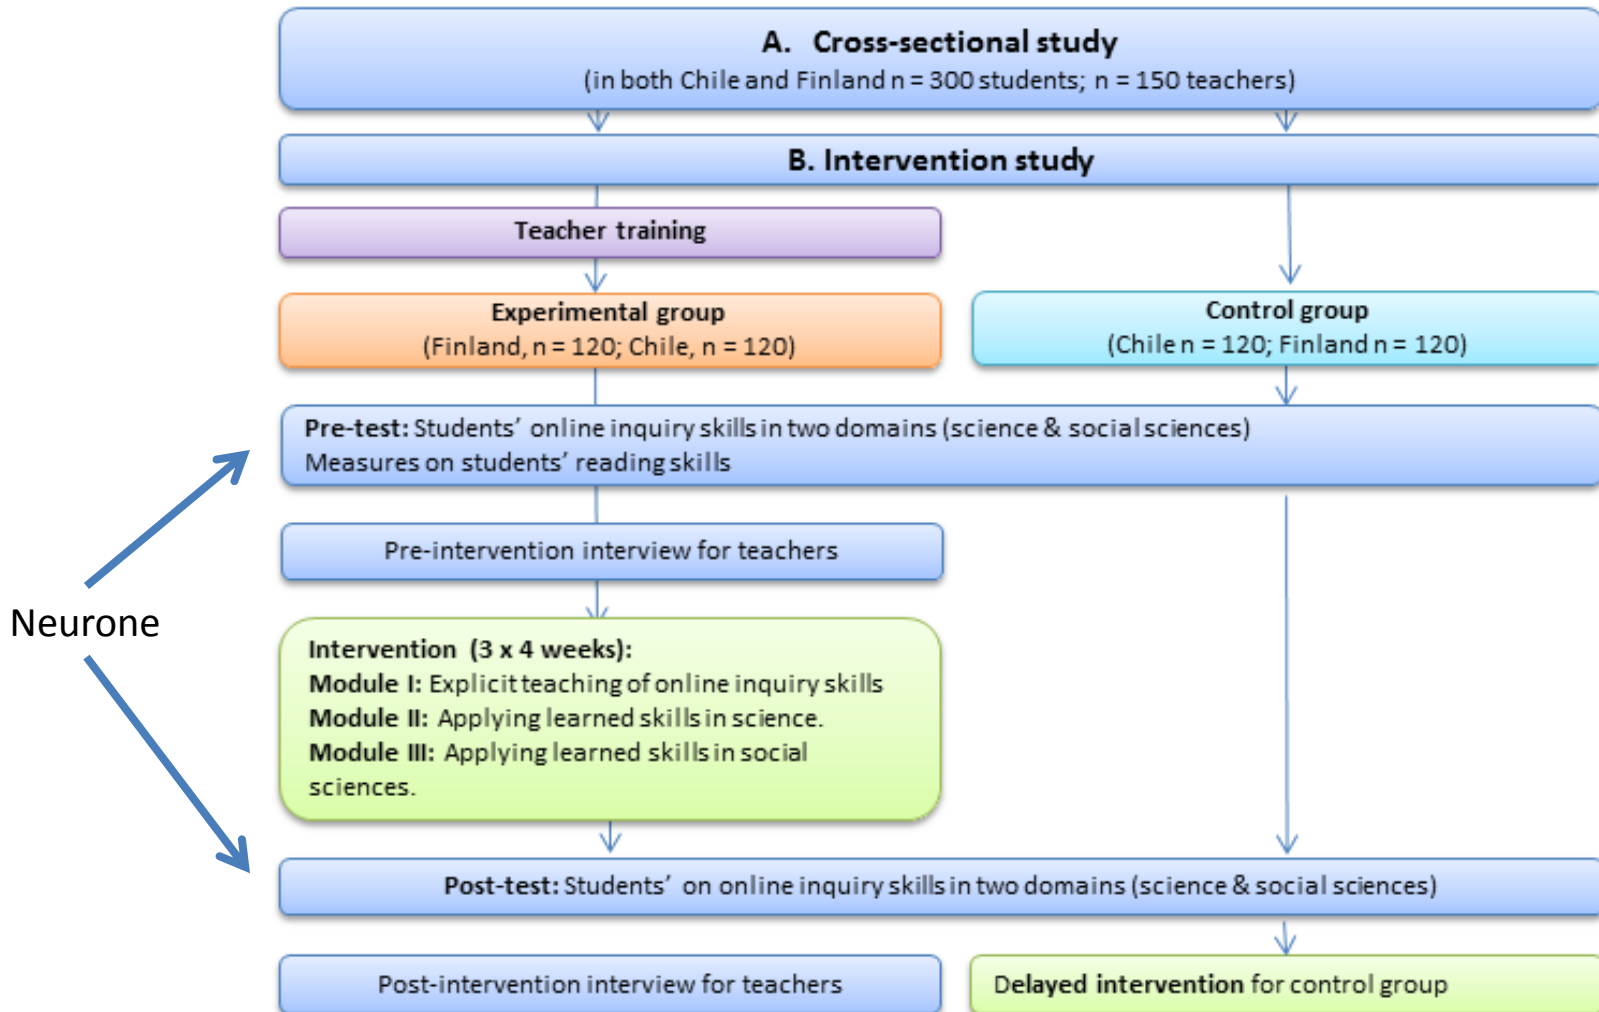 A. Cross-sectional study
(in both Chile and Finland n = 300 students; n = 150 teachers)
B. Intervention study
Teacher training
Experimental group
(Finland, n = 120; Chile, n = 120)
Control group
(Chile n = 120; Finland n = 120)
Pre-test: Students' online inquiry skills in two domains (science & social sciences)
Measures on students' reading skills
Pre-intervention interview for teachers
Neurone
Intervention (3 x 4 weeks):
Module I: Explicit teaching of online inquiry skills
Module II: Applying learned skills in science.
Module III: Applying learned skills in social
sciences.
Post-test: Students' on online inquiry skills in two domains (science & social sciences)
Post-intervention interview for teachers
Delayed intervention for control group